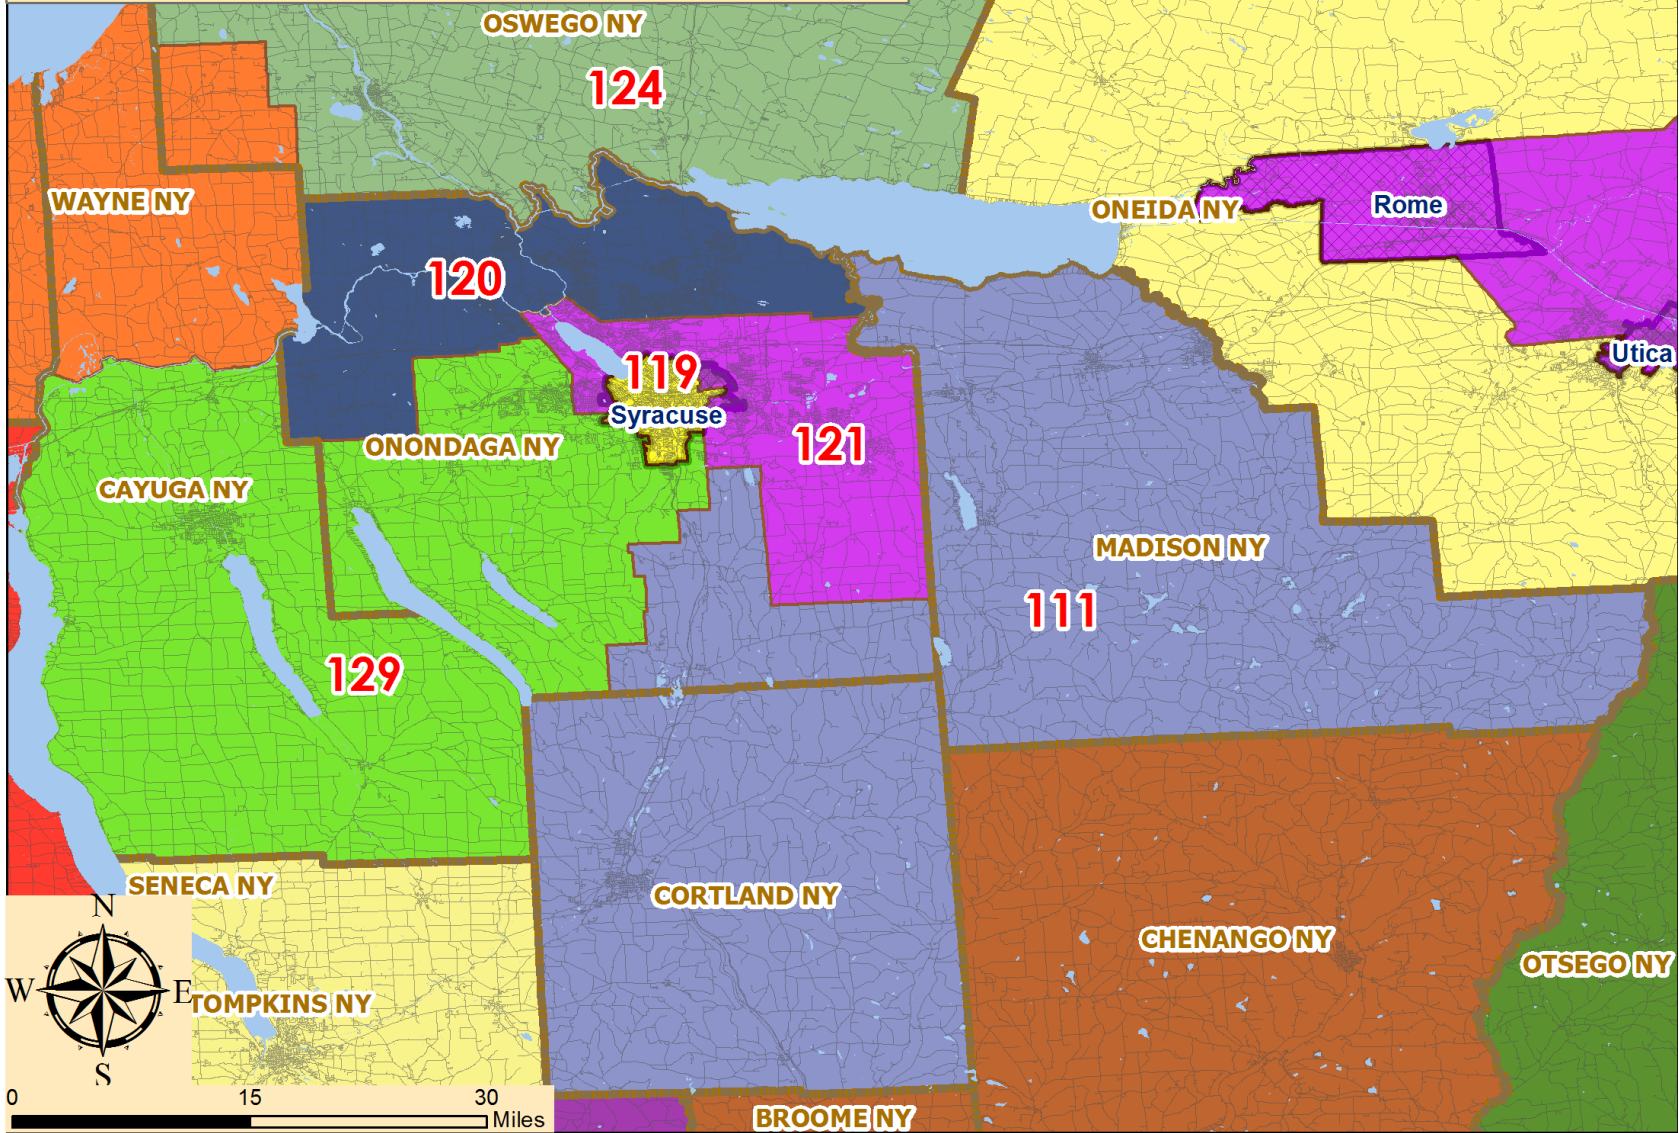 OSWEGO NY
124
WAYNE NY
ONEIDA NY
Rome
120
Utica
119
Syracuse
121
ONONDAGA NY
CAYUGA NY
MADISON NY
111
129
SENECA NY
CORTLAND NY
CHENANGO NY
OTSEGO NY
TOMPKINS NY
BROOME NY
N
W E
S
0 15 30
Miles